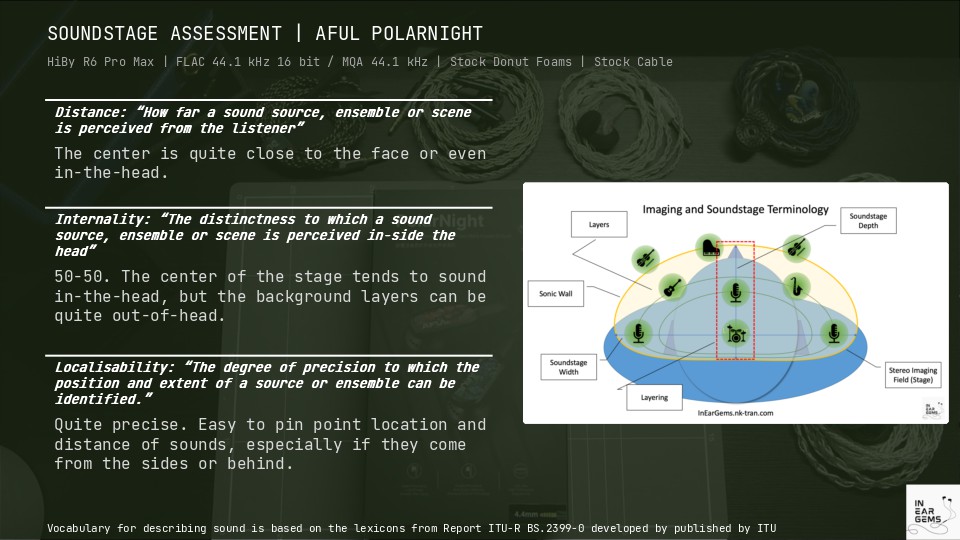 SOUNDSTAGE ASSESSMENT | AFUL POLARNIGHT
HiBy R6 Pro Max | FLAC 44.1 kHz 16 bit / MQA 44.1 kHz | Stock Donut Foams | Stock Cable
Distance: “How far a sound source, ensemble or scene
is perceived from the listener”
The center is quite close to the face or even
in-the-head.
Internality: “The distinctness to which a sound
source, ensemble or scene is perceived in-side the
head”
50-50. The center of the stage tends to sound
in-the-head, but the background layers can be
quite out-of-head.
Localisability: “The degree of precision to which the
position and extent of a source or ensemble can be
identified.”
Quite precise. Easy to pin point location and
distance of sounds, especially if they come
from the sides or behind.
Imaging and Soundstage Terminology
Layers
Soundstage
Depth
Sonic Wall
Soundstage
Width
Stereo Imaging
Field (Stage)
Layering
InEarGems.nk-tran.com
IN
EAR
GEMS
4.4mm
Vocabulary for describing sound is based on the lexicons from Report ITU-R BS.2399-0 developed by published by ITU
IN
EAR
GEMS